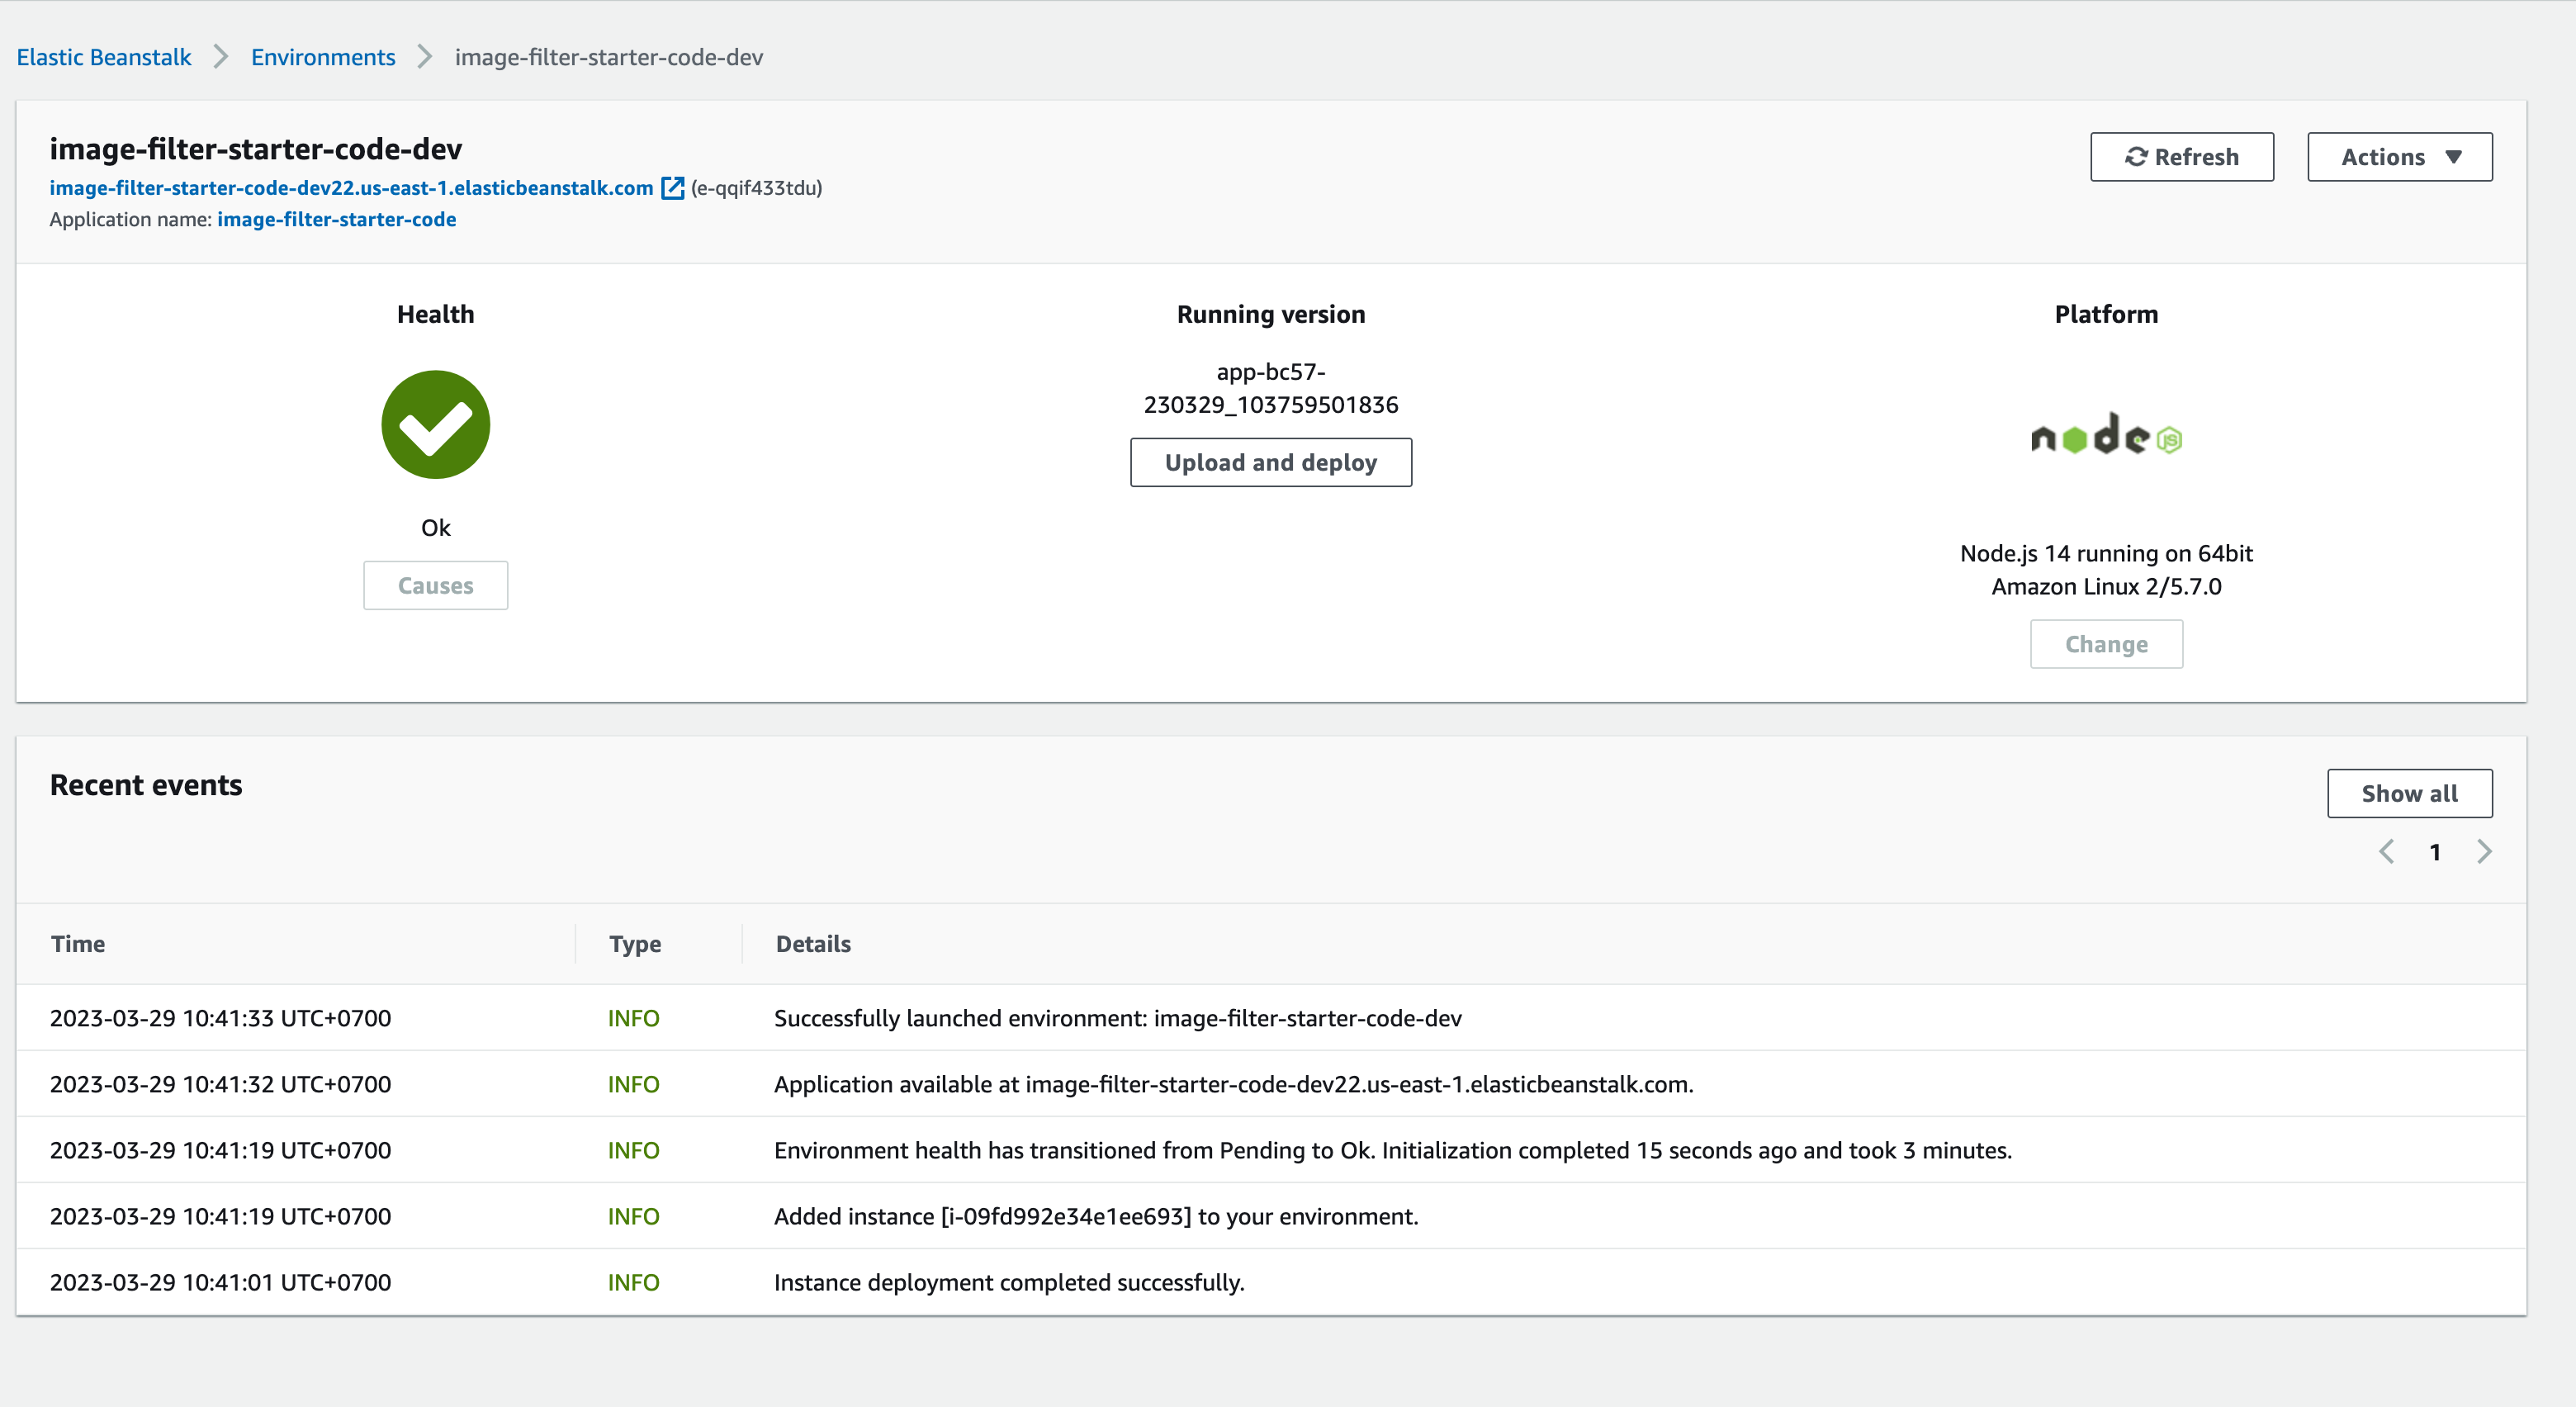 Elastic Beanstalk > Environments > image-filter-starter-code-dev
image-filter-starter-code-dev
image-filter-starter-code-dev22.us-east-1.elasticbeanstalk.com (e-qqif433tdu)
Application name: image-filter-starter-code
Refresh
Actions
Health
Ok
Causes
Running version
app-bc57-
230329_103759501836
Upload and deploy
Platform
node JS
Node.js 14 running on 64bit
Amazon Linux 2/5.7.0
Change
Recent events
Show all
1
Time Type Details
2023-03-29 10:41:33 UTC+0700 INFO Successfully launched environment: image-filter-starter-code-dev
2023-03-29 10:41:32 UTC+0700 INFO Application available at image-filter-starter-code-dev22.us-east-1.elasticbeanstalk.com.
2023-03-29 10:41:19 UTC+0700 INFO Environment health has transitioned from Pending to Ok. Initialization completed 15 seconds ago and took 3 minutes.
2023-03-29 10:41:19 UTC+0700 INFO Added instance [i-09fd992e34e1ee693] to your environment.
2023-03-29 10:41:01 UTC+0700 INFO Instance deployment completed successfully.